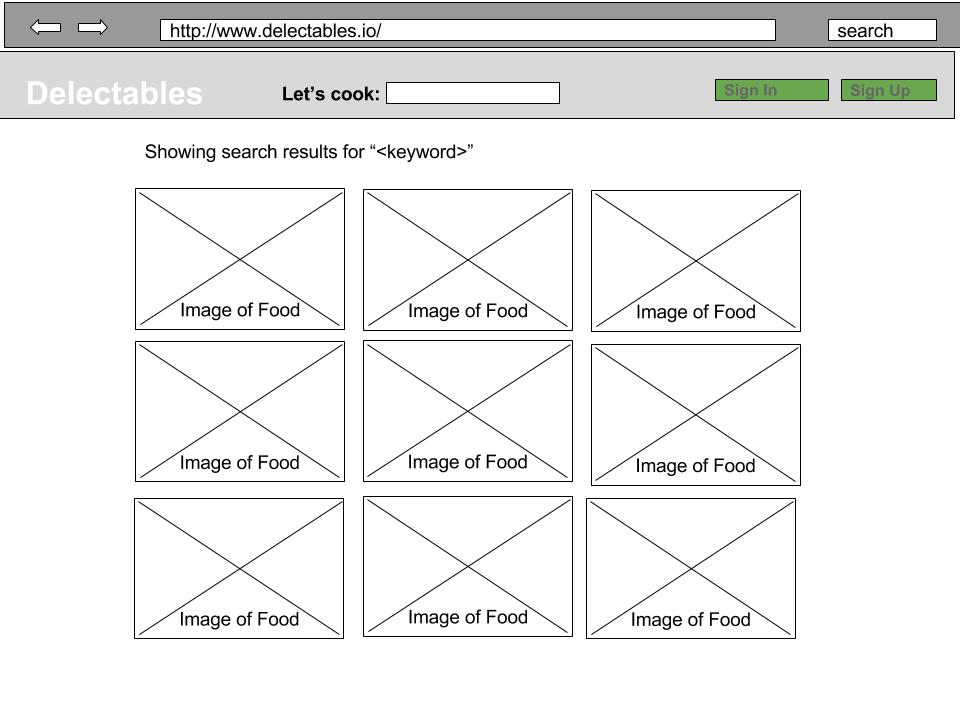 http://www.delectables.io/ search
Delectables Let’s cook: Sign In Sign Up
Showing search results for “<keyword>”
Image of Food Image of Food Image of Food
Image of Food Image of Food Image of Food
Image of Food Image of Food Image of Food